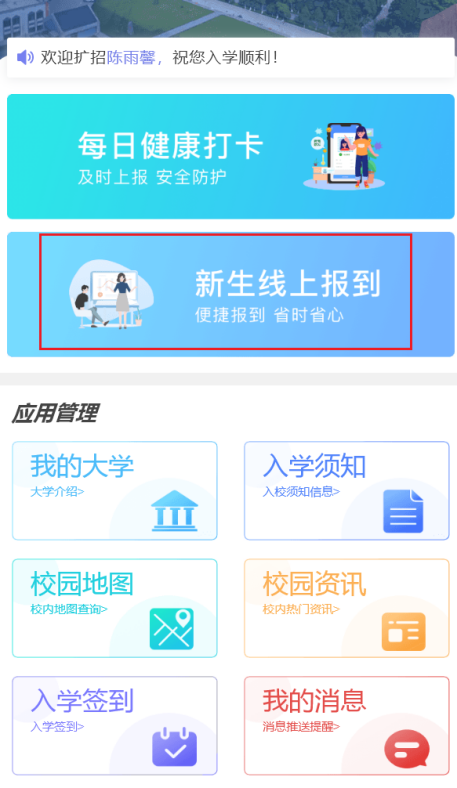 欢迎扩招陈雨馨，祝您入学顺利！
每日健康打卡
及时上报 安全防护
新生线上报到
便捷报到 省时省心
应用管理
我的大学
大学介绍>
入学须知
入校须知信息>
校园地图
校内地图查询>
校园资讯
校内热门资讯>
入学签到
入学签到>
我的消息
消息推送提醒>